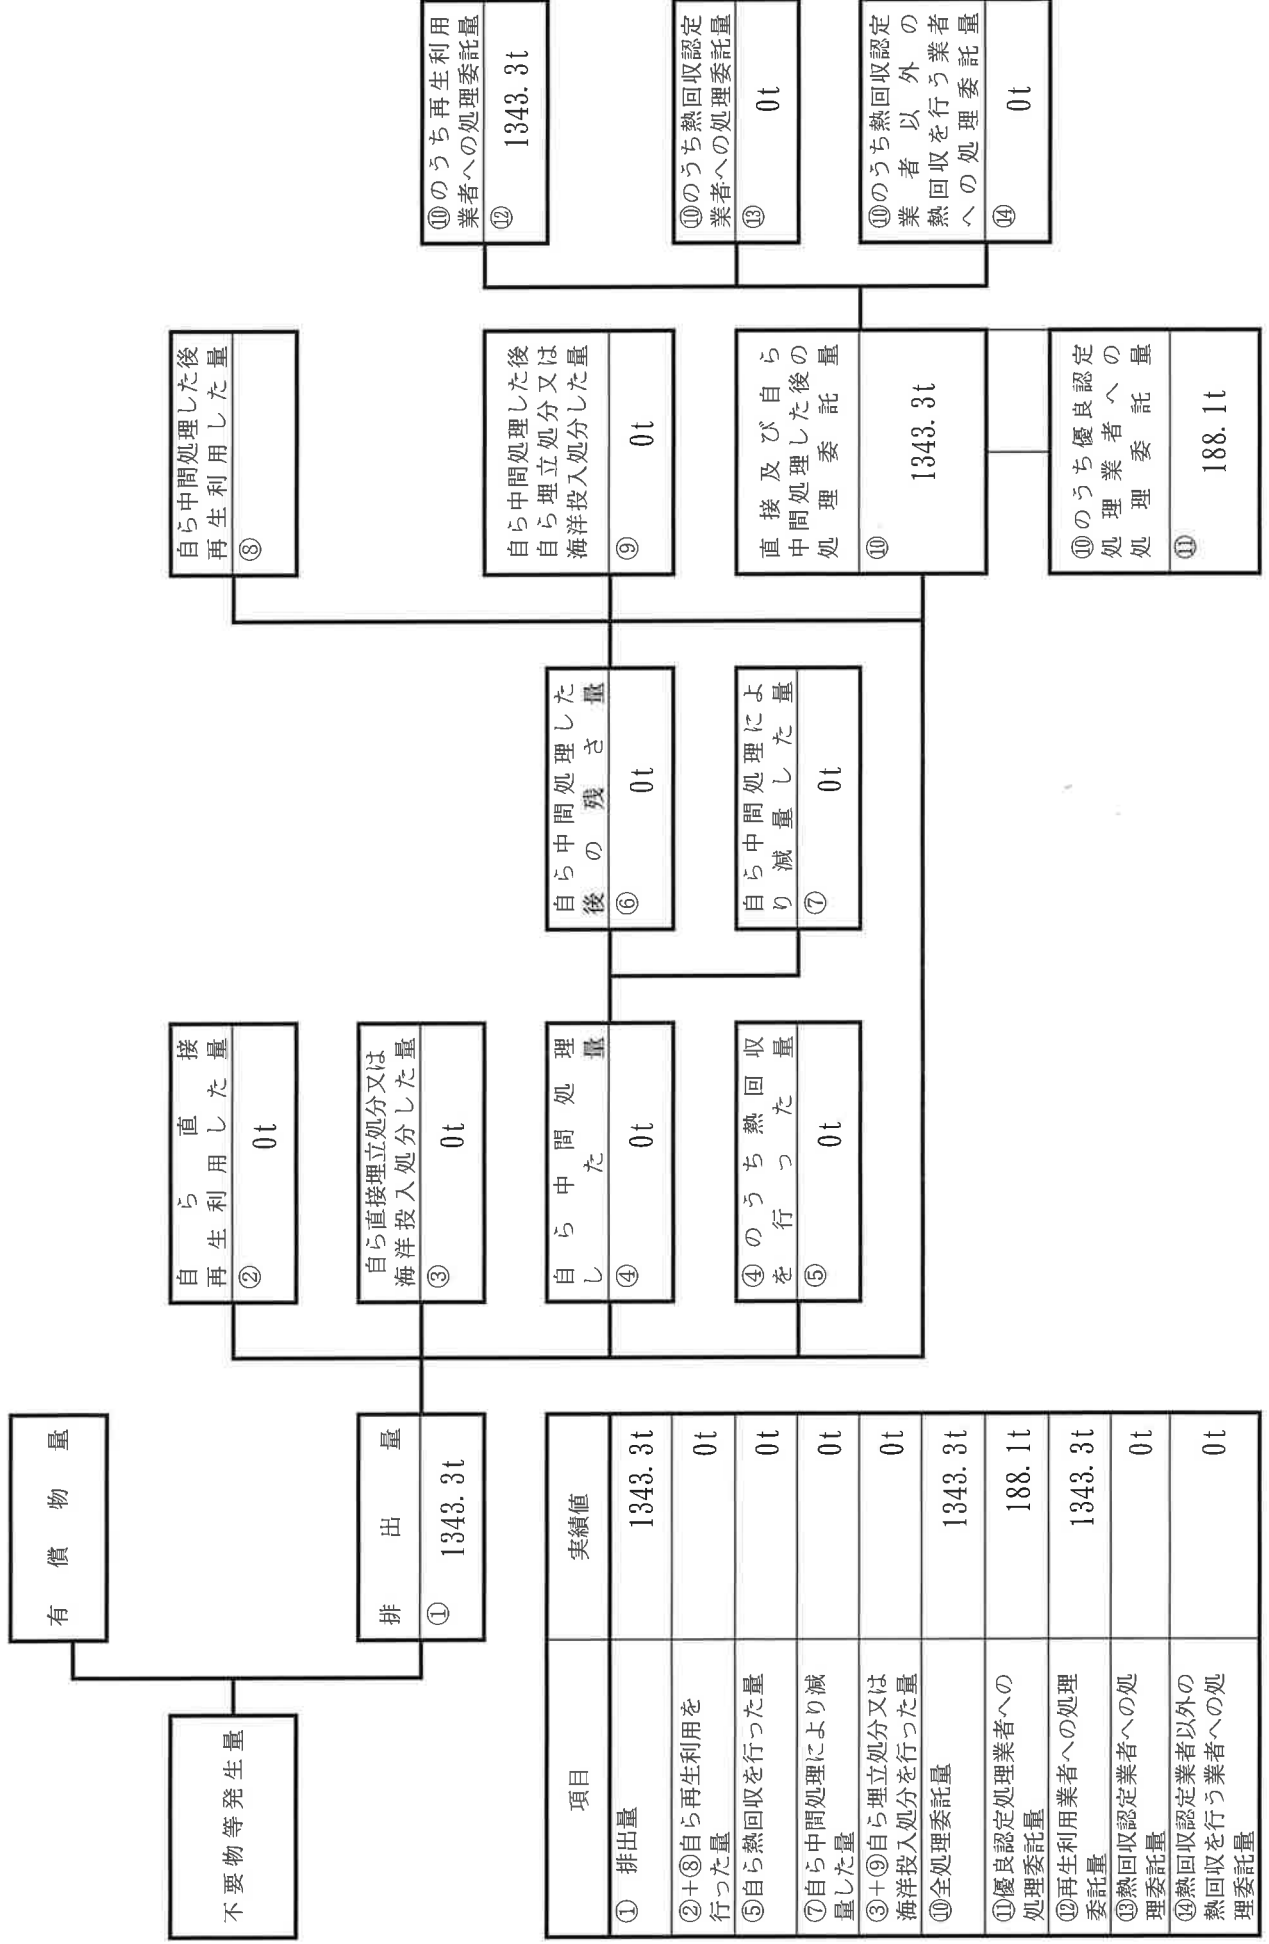 不要物等発生量
有償物量
排出量
① 1343.3t
自ら直接
再生利用した量
② 0t
自ら直接埋立処分又は
海洋投入処分した量
③ 0t
自ら中間処理
した量
④ 0t
④のうち熱回収
を行った量
⑤ 0t
自ら中間処理した
後の残さ量
⑥ 0t
自ら中間処理によ
り減量した量
⑦ 0t
自ら中間処理した後
再生利用した量
⑧
自ら中間処理した後
自ら埋立処分又は
海洋投入処分した量
⑨ 0t
直接及び自ら
中間処理した後の
処理委託量
⑩ 1343.3t
⑩のうち優良認定
処理業者への
処理委託量
⑪ 188.1t
⑩のうち再生利用
業者への処理委託量
⑫ 1343.3t
⑩のうち熱回収認定
業者への処理委託量
⑬ 0t
⑩のうち熱回収認定
業者以外の
熱回収を行う業者
への処理委託量
⑭ 0t
項目 実績値
① 排出量 1343.3t
②+⑧自ら再生利用を
行った量 0t
⑤自ら熱回収を行った量 0t
⑦自ら中間処理により減
量した量 0t
③+⑨自ら埋立処分又は
海洋投入処分を行った量 0t
⑩全処理委託量 1343.3t
⑪優良認定処理業者への
処理委託量 188.1t
⑫再生利用業者への処理
委託量 1343.3t
⑬熱回収認定業者への処
理委託量 0t
⑭熱回収認定業者以外の
熱回収を行う業者への処
理委託量 0t